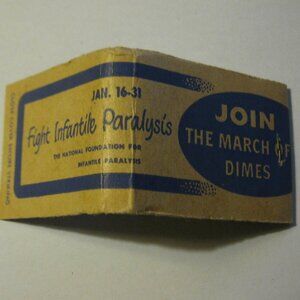 JAN. 16-31
Fight Infantile Paralysis
THE NATIONAL FOUNDATION FOR
INFANTILE PARALYSIS
JOIN
THE MARCH OF
DIMES